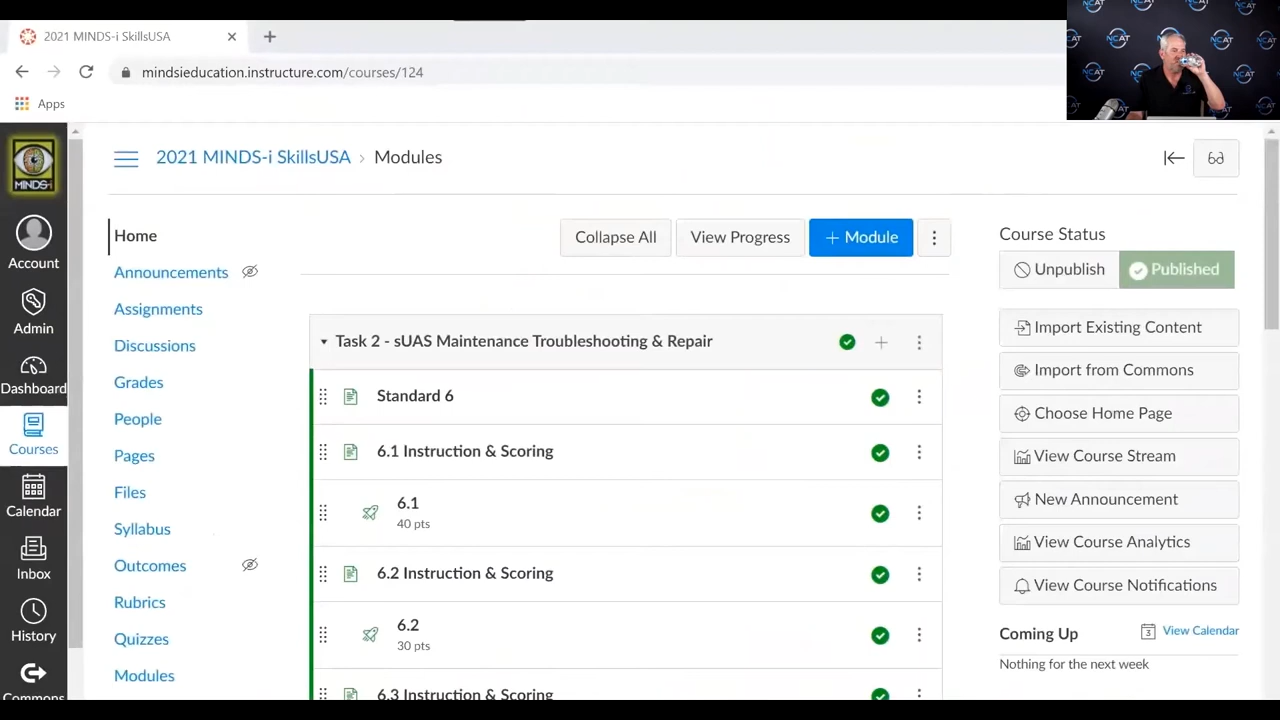 2021 MINDS-i SkillsUSA
mindsieducation.instructure.com/courses/124
Apps
NCAT
MINDS-i
Account
Admin
Dashboard
Courses
Calendar
Inbox
History
Commons
2021 MINDS-i SkillsUSA › Modules
Home
Announcements
Assignments
Discussions
Grades
People
Pages
Files
Syllabus
Outcomes
Rubrics
Quizzes
Modules
Collapse All
View Progress
+ Module
Task 2 - sUAS Maintenance Troubleshooting & Repair
Standard 6
6.1 Instruction & Scoring
6.1
40 pts
6.2 Instruction & Scoring
6.2
30 pts
6.3 Instruction & Scoring
Course Status
Unpublish
Published
Import Existing Content
Import from Commons
Choose Home Page
View Course Stream
New Announcement
View Course Analytics
View Course Notifications
Coming Up
3 View Calendar
Nothing for the next week